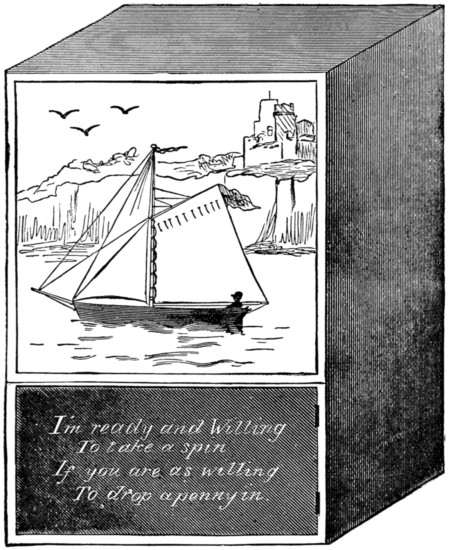 I'm ready and Willing
To take a spin
If you are as willing
To drop a penny in.